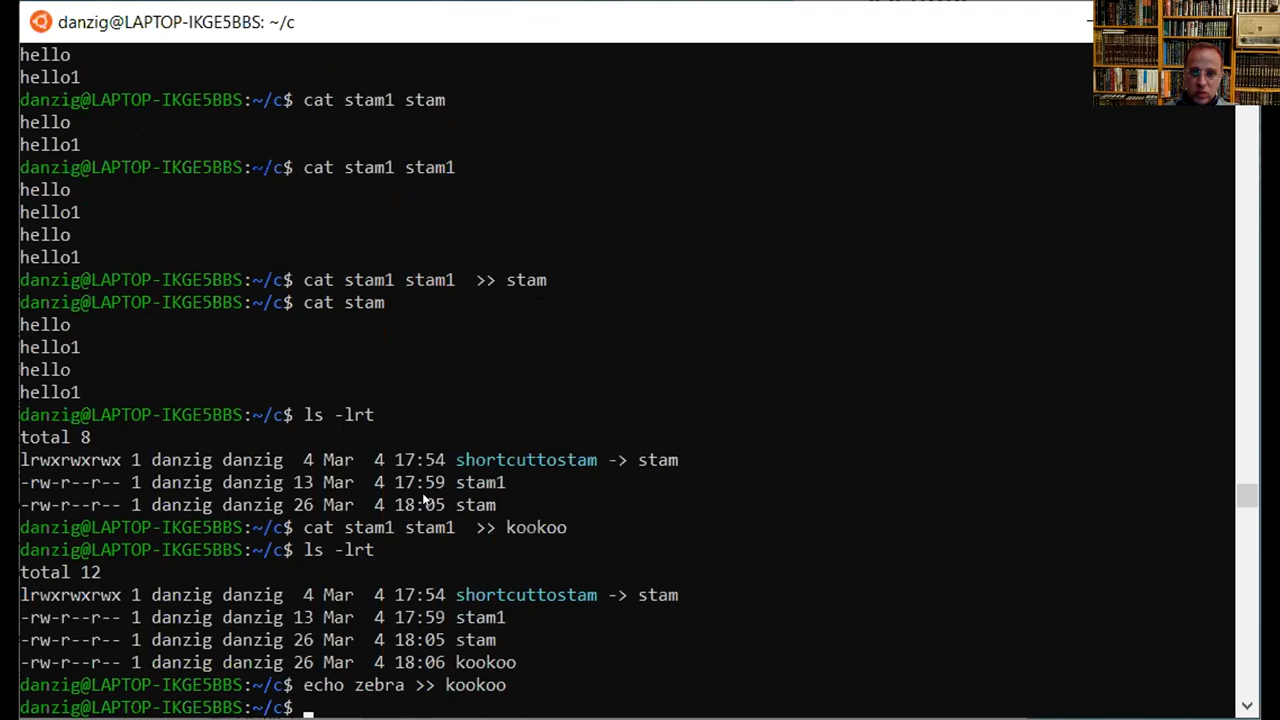 danzig@LAPTOP-IKGE5BBS: ~/c
hello
hello1
danzig@LAPTOP-IKGE5BBS:~/c$ cat stam1 stam
hello
hello1
danzig@LAPTOP-IKGE5BBS:~/c$ cat stam1 stam1
hello
hello1
hello
hello1
danzig@LAPTOP-IKGE5BBS:~/c$ cat stam1 stam1  >> stam
danzig@LAPTOP-IKGE5BBS:~/c$ cat stam
hello
hello1
hello
hello1
danzig@LAPTOP-IKGE5BBS:~/c$ ls -lrt
total 8
lrwxrwxrwx 1 danzig danzig  4 Mar  4 17:54 shortcuttostam -> stam
-rw-r--r-- 1 danzig danzig 13 Mar  4 17:59 stam1
-rw-r--r-- 1 danzig danzig 26 Mar  4 18:05 stam
danzig@LAPTOP-IKGE5BBS:~/c$ cat stam1 stam1  >> kookoo
danzig@LAPTOP-IKGE5BBS:~/c$ ls -lrt
total 12
lrwxrwxrwx 1 danzig danzig  4 Mar  4 17:54 shortcuttostam -> stam
-rw-r--r-- 1 danzig danzig 13 Mar  4 17:59 stam1
-rw-r--r-- 1 danzig danzig 26 Mar  4 18:05 stam
-rw-r--r-- 1 danzig danzig 26 Mar  4 18:06 kookoo
danzig@LAPTOP-IKGE5BBS:~/c$ echo zebra >> kookoo
danzig@LAPTOP-IKGE5BBS:~/c$